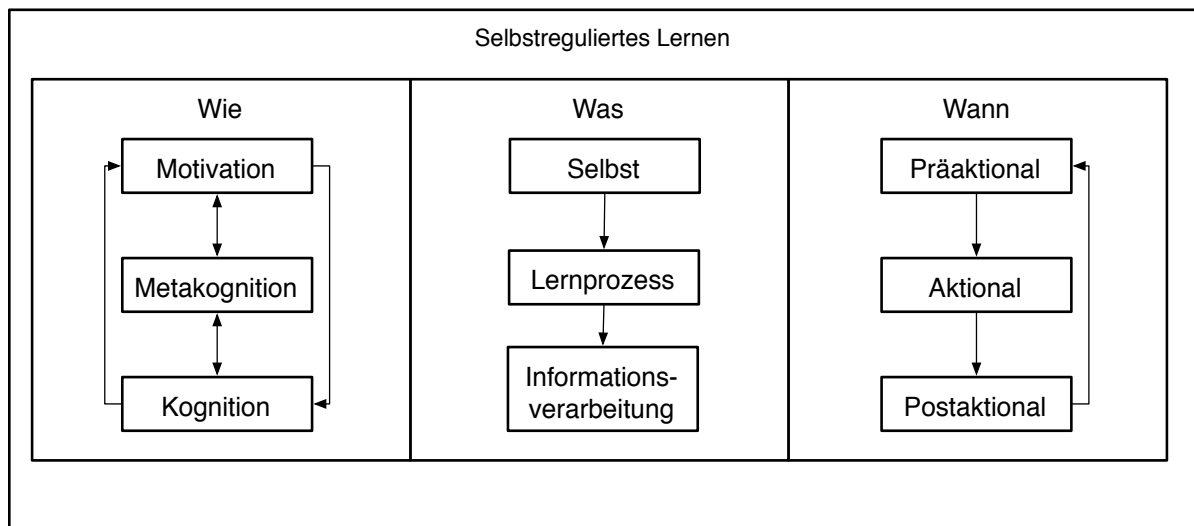 Selbstreguliertes Lernen
Wie
Motivation
Metakognition
Kognition
Was
Selbst
Lernprozess
Informations-
verarbeitung
Wann
Präaktional
Aktional
Postaktional